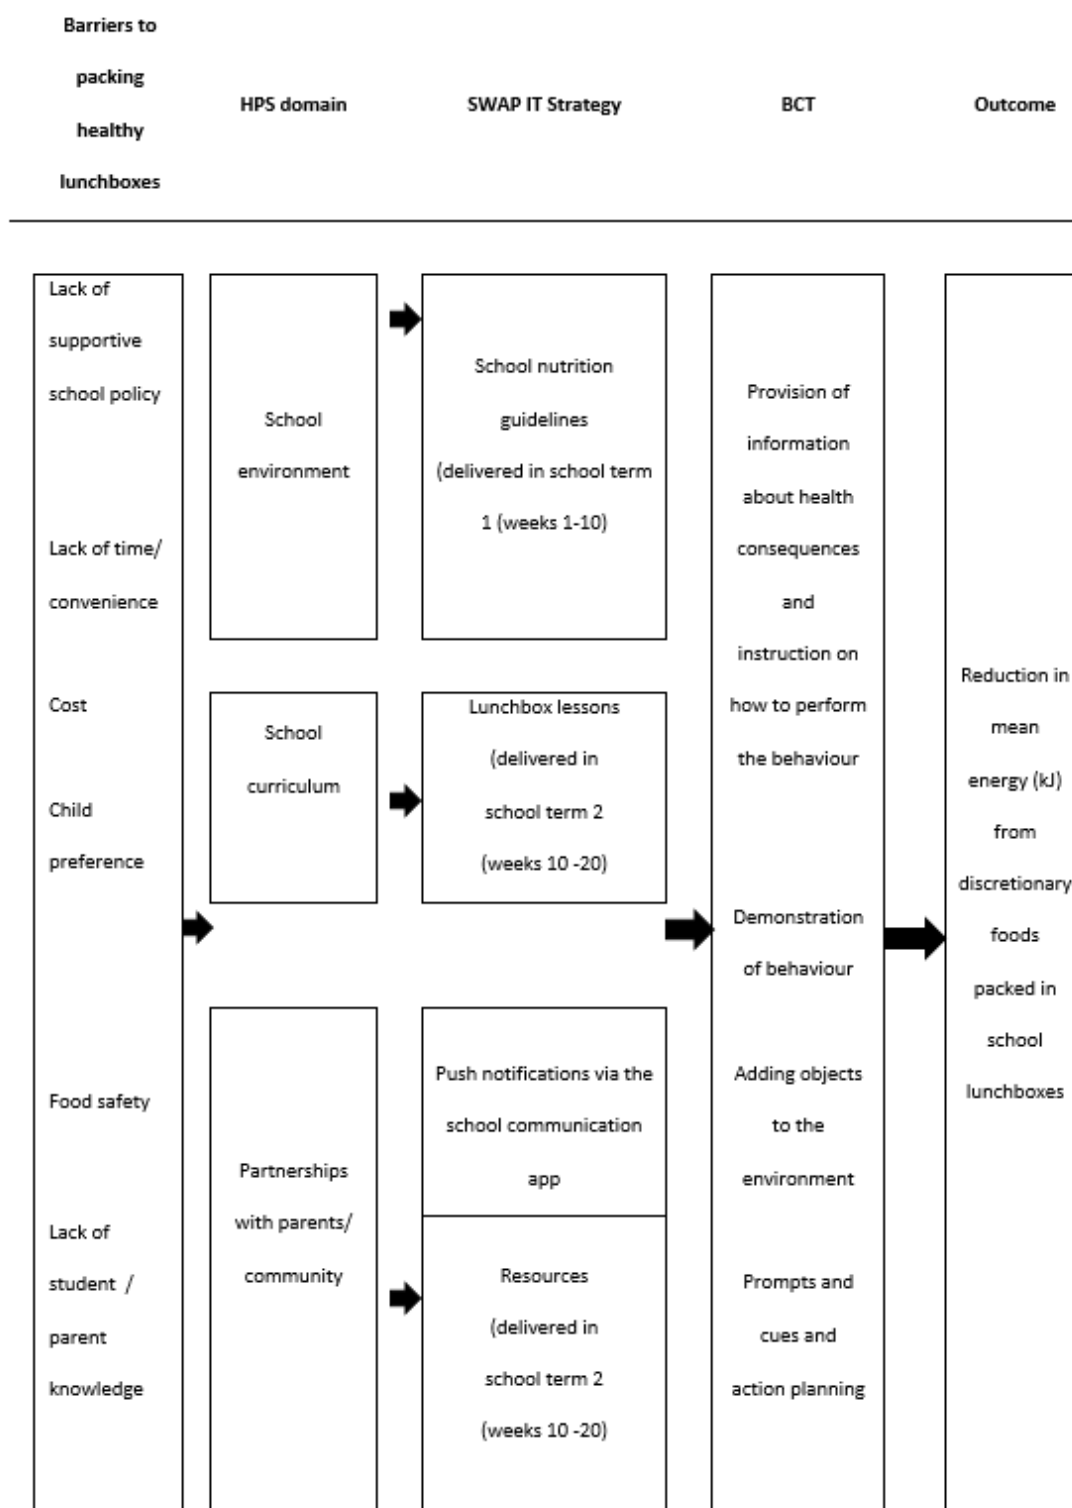 Barriers to
packing
healthy
lunchboxes
HPS domain
SWAP IT Strategy
BCT
Outcome
Lack of
supportive
school policy
Lack of time/
convenience
Cost
Child
preference
Food safety
Lack of
student /
parent
knowledge
School
environment
School
curriculum
Partnerships
with parents/
community
School nutrition
guidelines
(delivered in school term
1 (weeks 1-10)
Lunchbox lessons
(delivered in
school term 2
(weeks 10 -20)
Push notifications via the
school communication
app
Resources
(delivered in
school term 2
(weeks 10 -20)
Provision of
information
about health
consequences
and
instruction on
how to perform
the behaviour
Demonstration
of behaviour
Adding objects
to the
environment
Prompts and
cues and
action planning
Reduction in
mean
energy (kJ)
from
discretionary
foods
packed in
school
lunchboxes